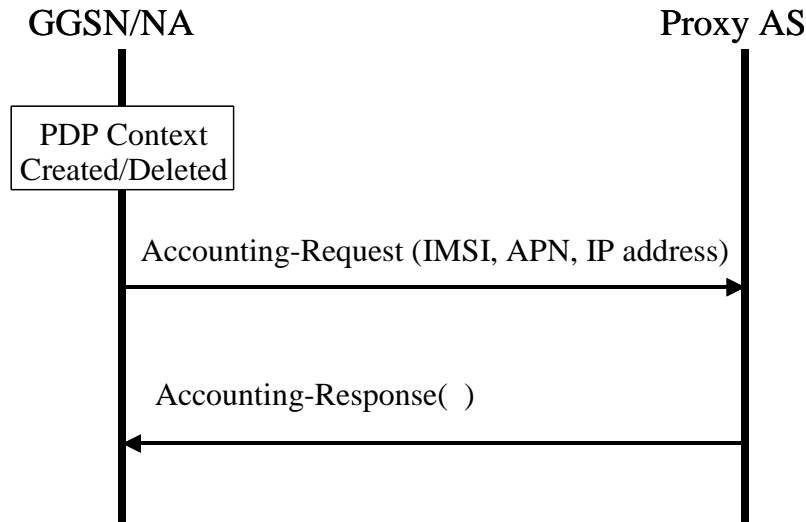 GGSN/NA
Proxy AS
PDP Context
Created/Deleted
Accounting-Request (IMSI, APN, IP address)
Accounting-Response( )